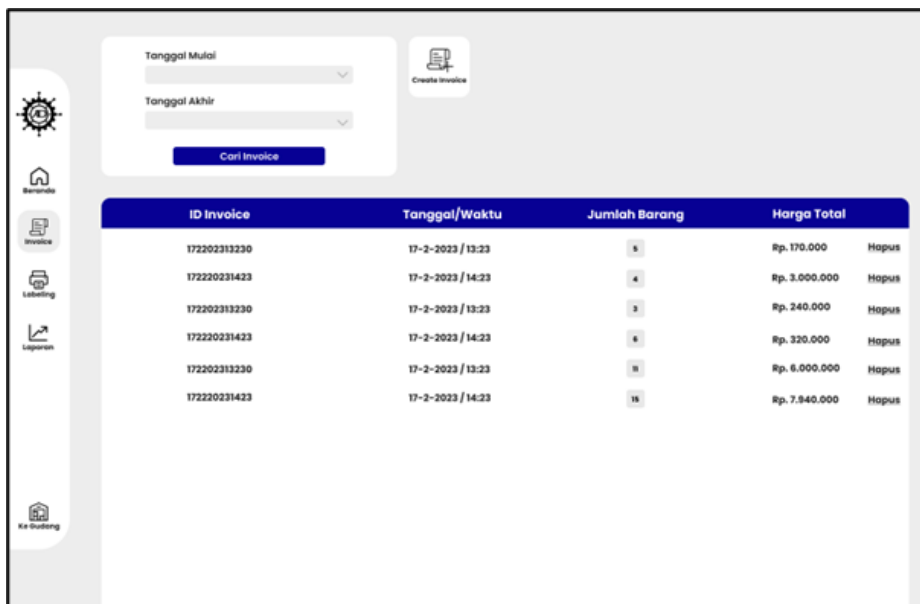 Tanggal Mulai
Tanggal Akhir
Cari Invoice
Create Invoice
Beranda
Invoice
Labeling
Laporan
Ke Gudang
ID Invoice Tanggal/Waktu Jumlah Barang Harga Total
172202313230 17-2-2023 / 13:23 5 Rp. 170.000 Hapus
172220231423 17-2-2023 / 14:23 4 Rp. 3.000.000 Hapus
172202313230 17-2-2023 / 13:23 3 Rp. 240.000 Hapus
172220231423 17-2-2023 / 14:23 6 Rp. 320.000 Hapus
172202313230 17-2-2023 / 13:23 11 Rp. 6.000.000 Hapus
172220231423 17-2-2023 / 14:23 15 Rp. 7.940.000 Hapus